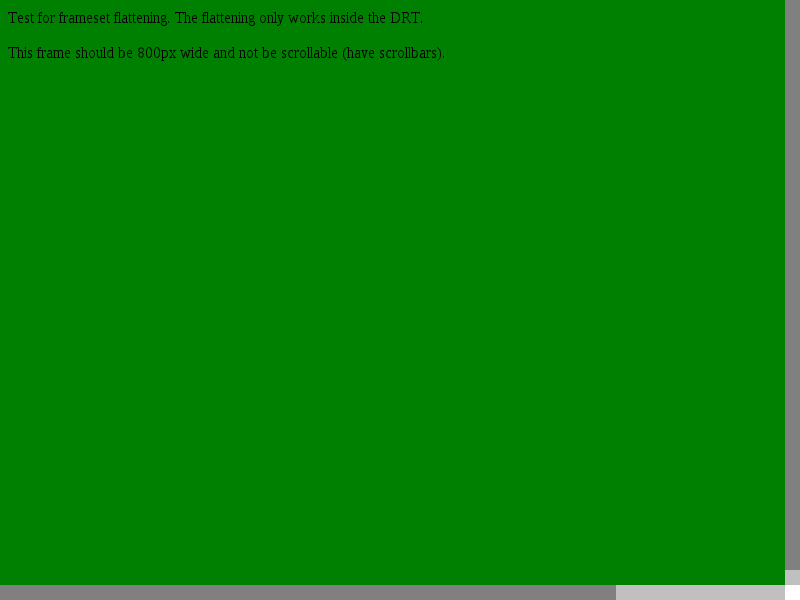 Test for frameset flattening. The flattening only works inside the DRT.
This frame should be 800px wide and not be scrollable (have scrollbars).